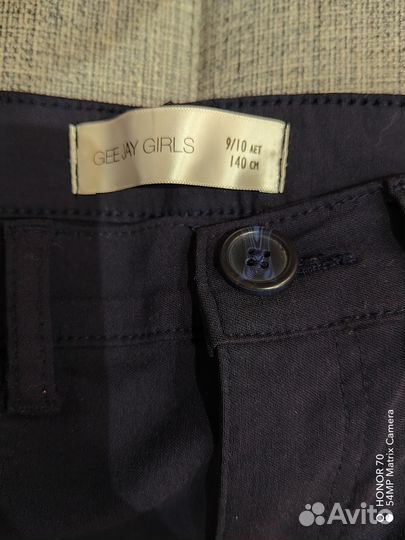 GEE JAY GIRLS
9/10 ЛЕТ
140 СМ
HONOR 70
54MP Matrix Camera
Avito